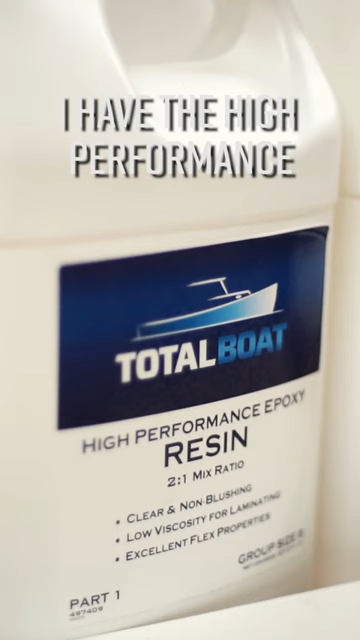 I HAVE THE HIGH
PERFORMANCE
TOTALBOAT
HIGH PERFORMANCE EPOXY
RESIN
2:1 MIX RATIO
• CLEAR & NON-BLUSHING
• LOW VISCOSITY FOR LAMINATING
• EXCELLENT FLEX PROPERTIES
GROUP SIZE
PART 1
497409